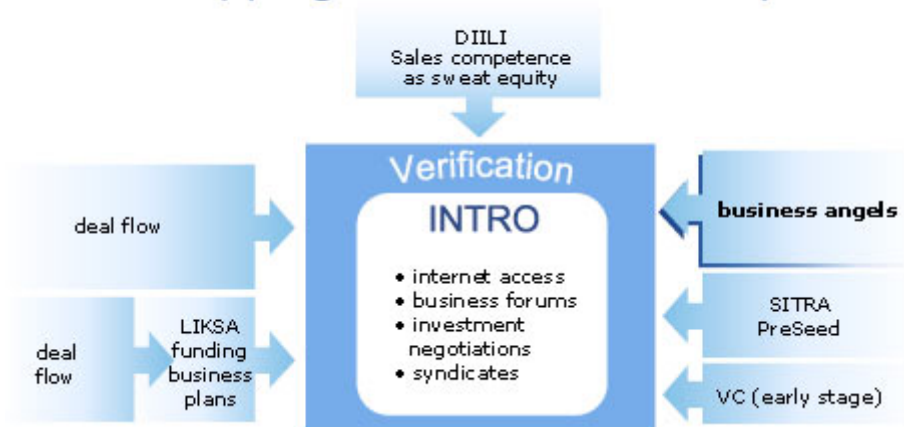 DIILI
Sales competence
as sweat equity
Verification
INTRO
• internet access
• business forums
• investment
negotiations
• syndicates
deal flow
deal
flow
LIKSA
funding
business
plans
business angels
SITRA
PreSeed
VC (early stage)